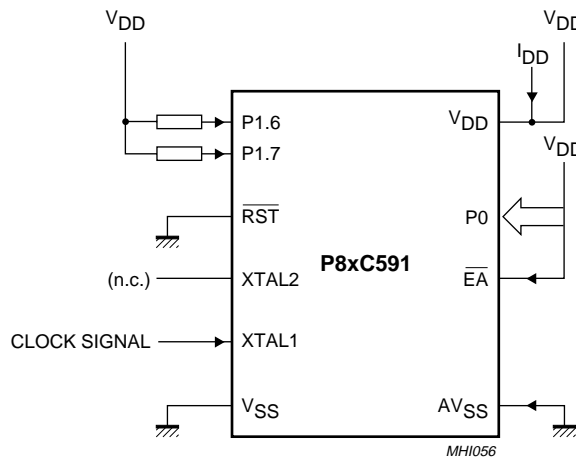 VDD
VDD
IDD
P1.6
VDD
P1.7
VDD
RST
P0
P8xC591
(n.c.)
XTAL2
EA
CLOCK SIGNAL
XTAL1
VSS
AVSS
MHI056